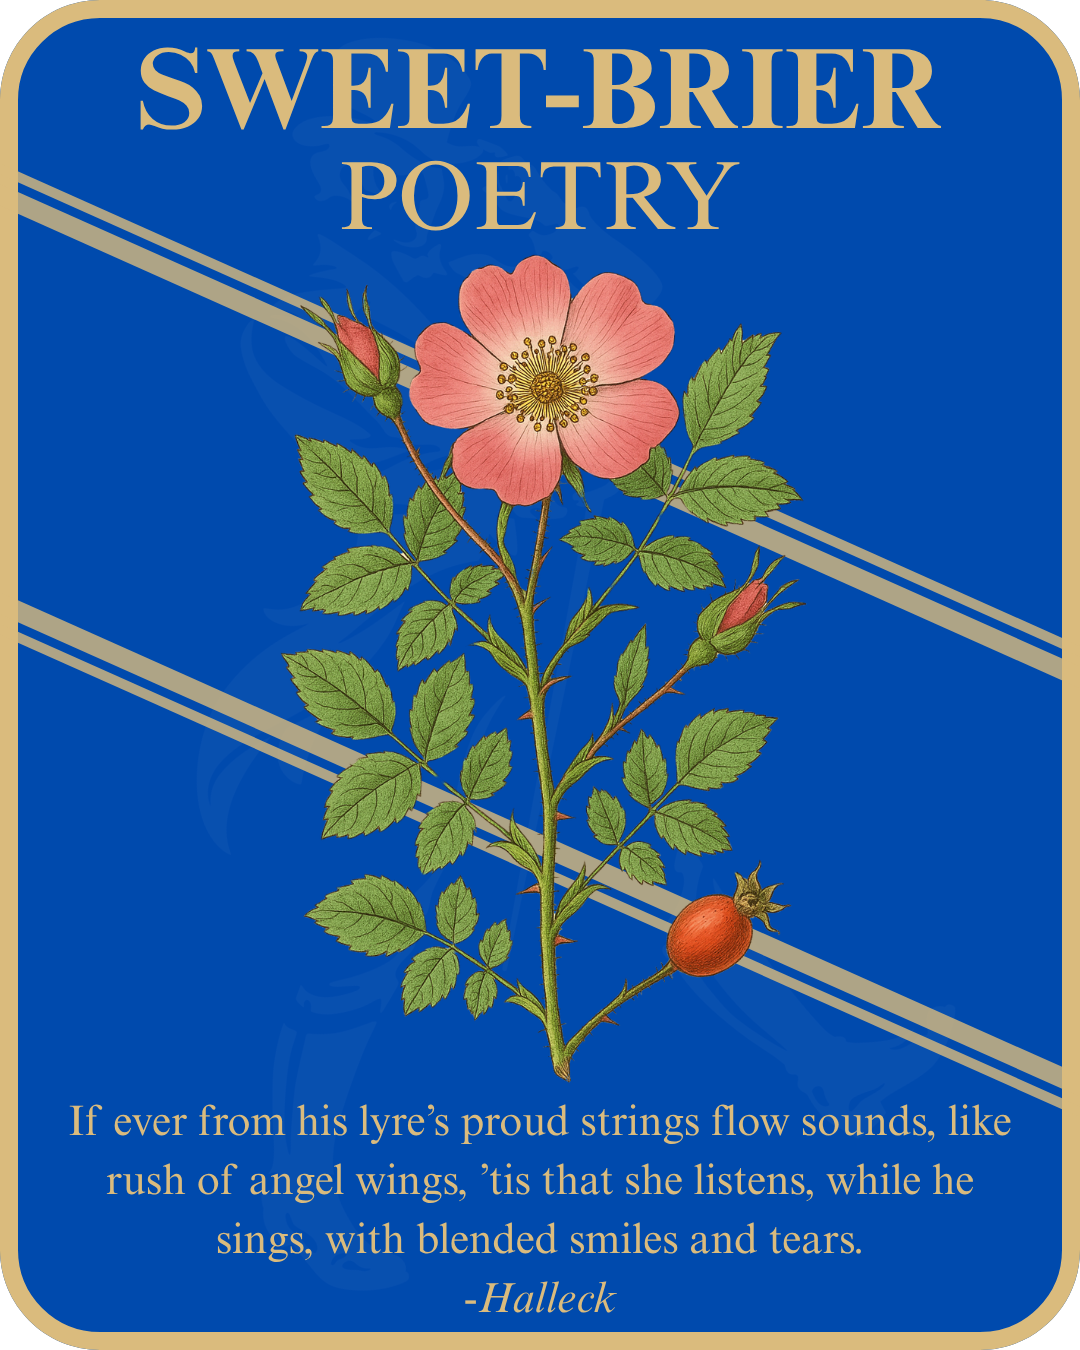 SWEET-BRIER
POETRY
If ever from his lyre’s proud strings flow sounds, like
rush of angel wings, ’tis that she listens, while he
sings, with blended smiles and tears.
-Halleck